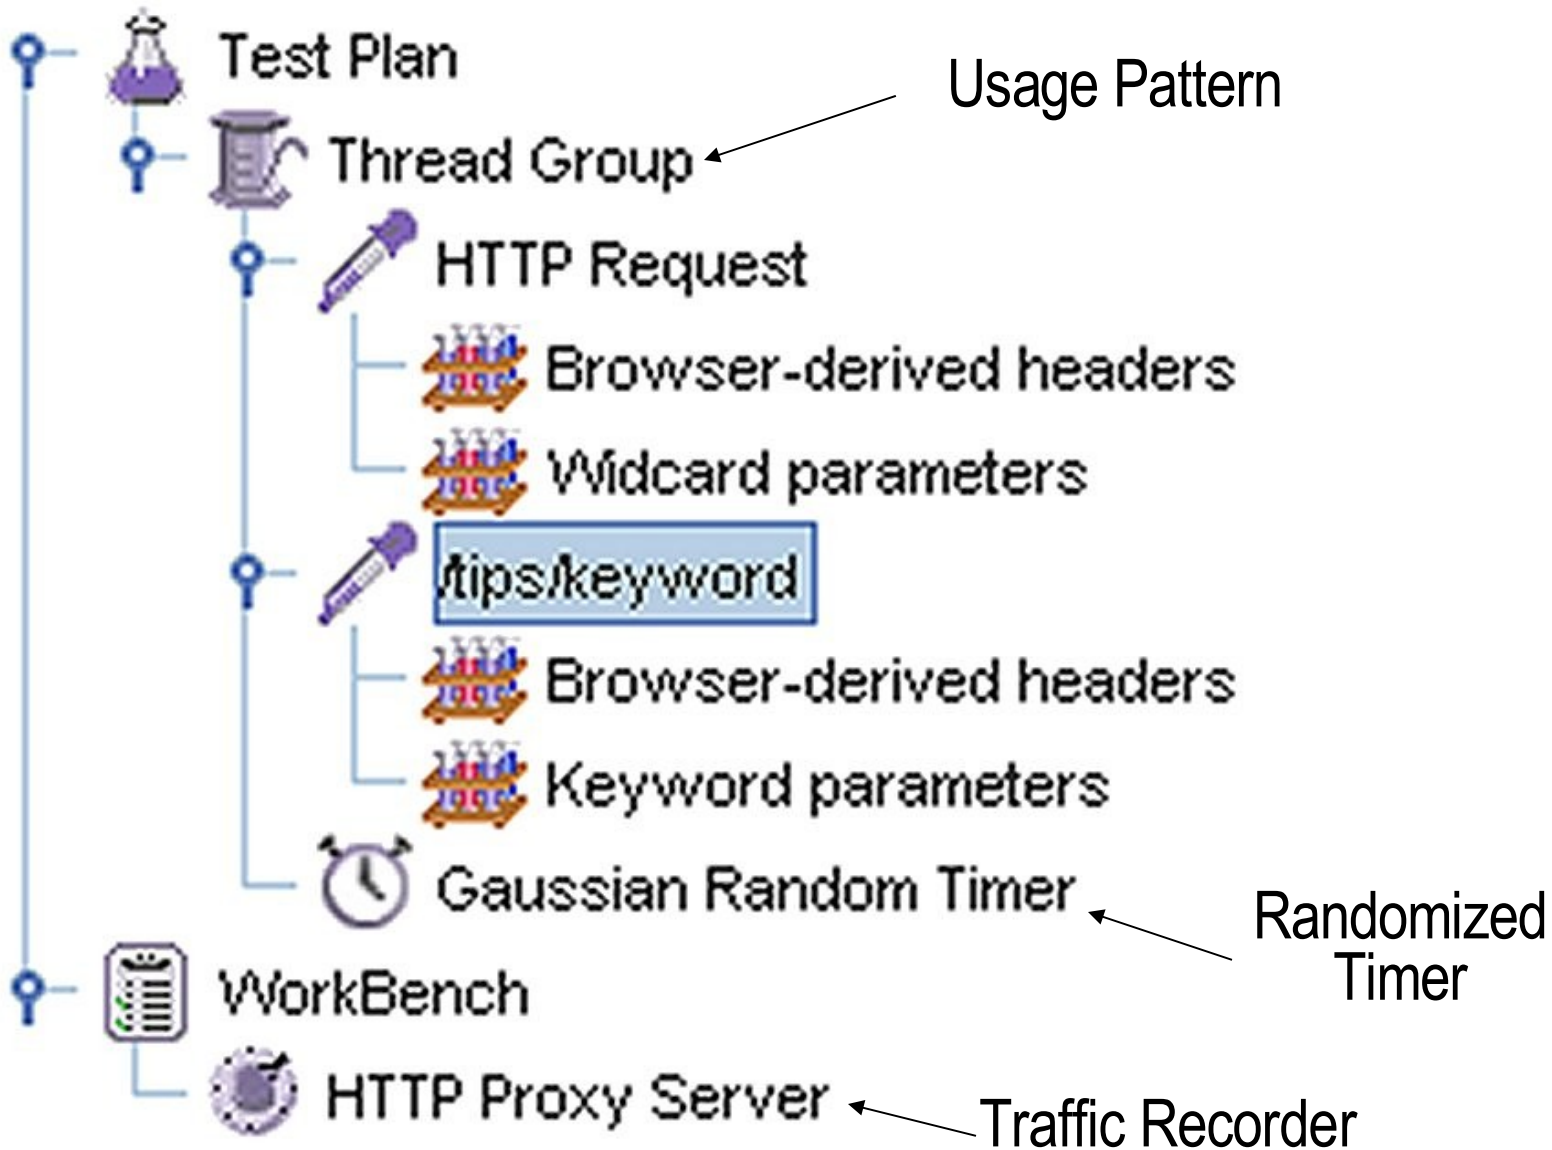 Test Plan
Usage Pattern
Thread Group
HTTP Request
Browser-derived headers
Widcard parameters
/tips/keyword
Browser-derived headers
Keyword parameters
Gaussian Random Timer
Randomized
Timer
WorkBench
HTTP Proxy Server
Traffic Recorder